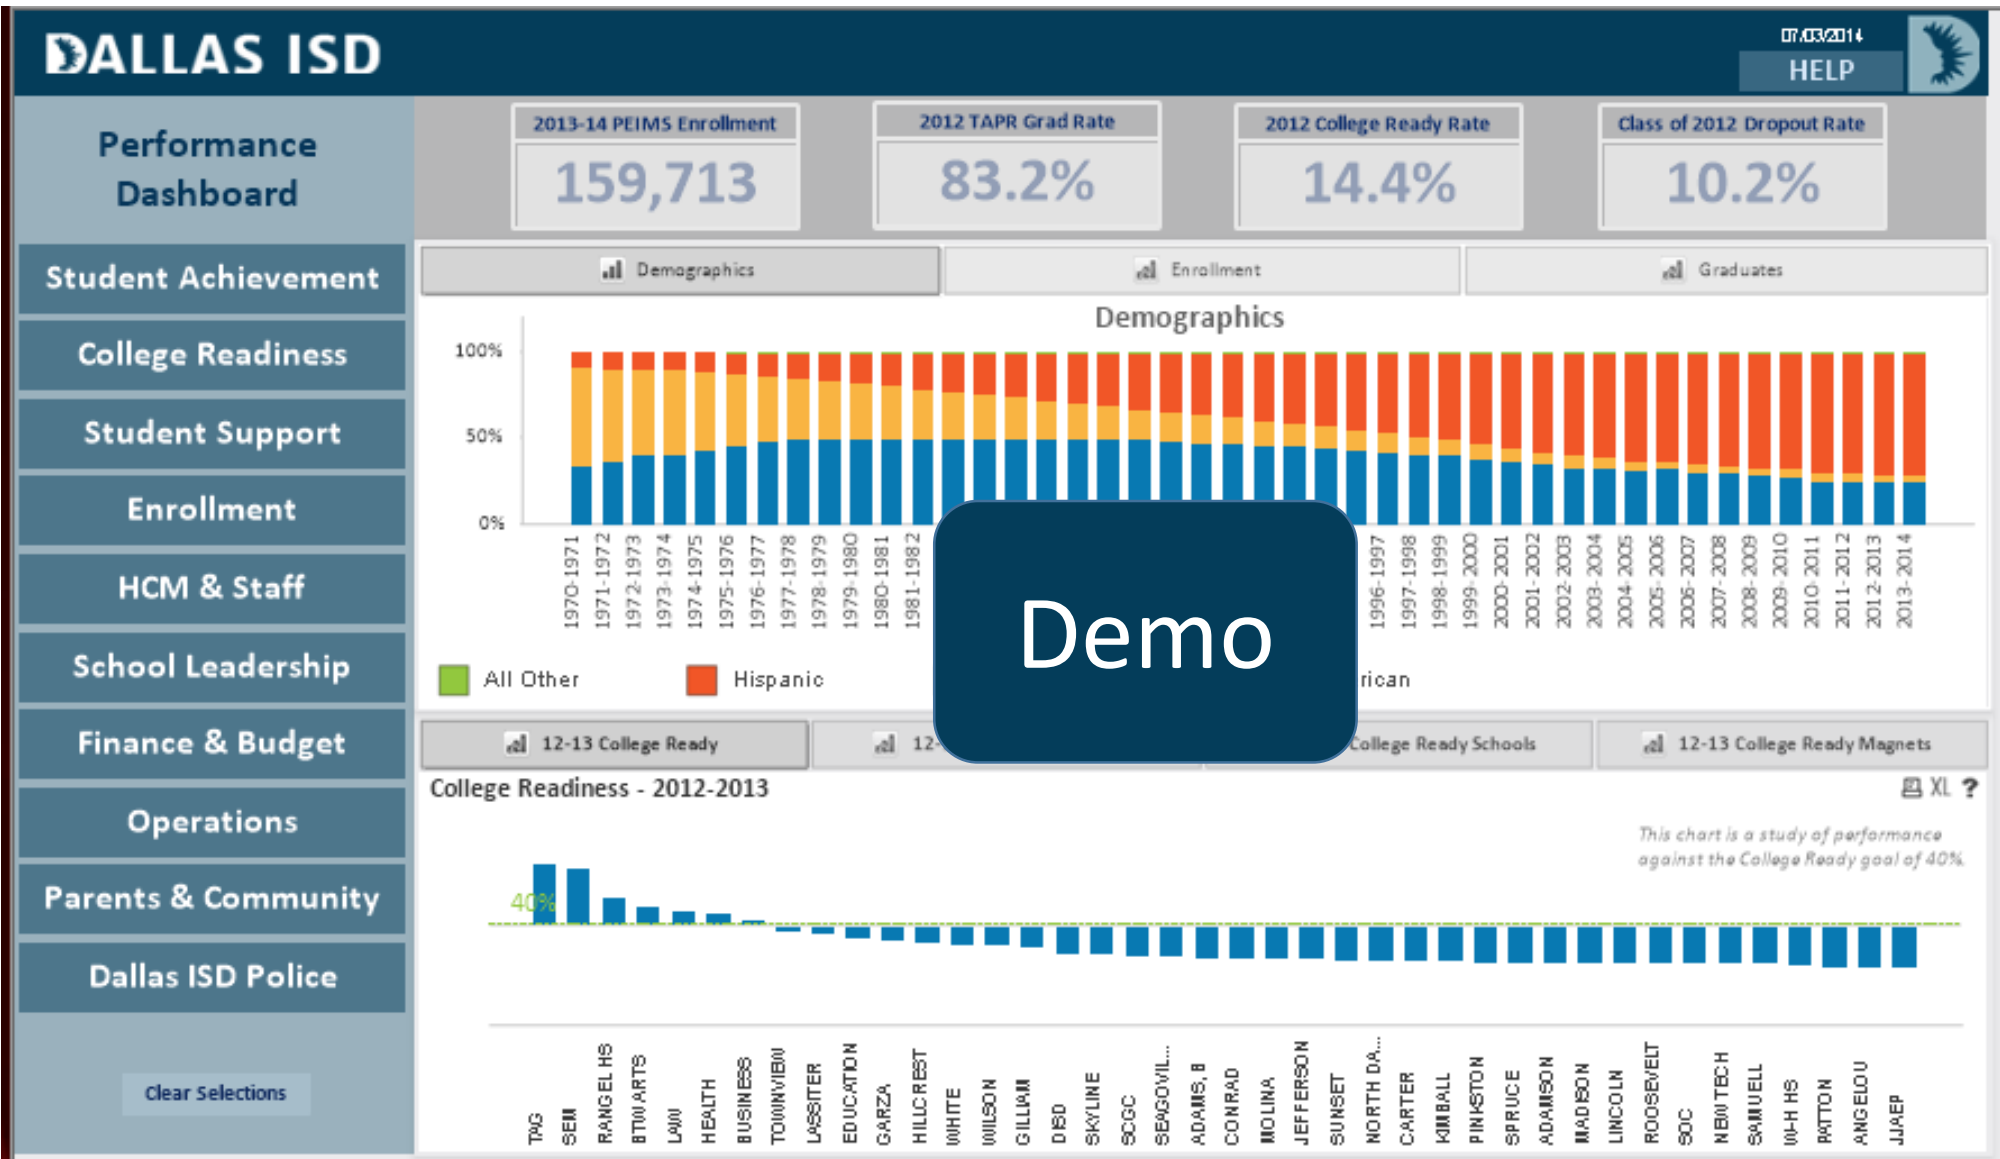 DALLAS ISD
07/03/2014
HELP
Performance
Dashboard
2013-14 PEIMS Enrollment
159,713
2012 TAPR Grad Rate
83.2%
2012 College Ready Rate
14.4%
Class of 2012 Dropout Rate
10.2%
Student Achievement
College Readiness
Student Support
Enrollment
HCM & Staff
School Leadership
Finance & Budget
Operations
Parents & Community
Dallas ISD Police
Clear Selections
Demographics
Enrollment
Graduates
Demographics
100%
50%
0%
1970-1971
1971-1972
1972-1973
1973-1974
1974-1975
1975-1976
1976-1977
1977-1978
1978-1979
1979-1980
1980-1981
1981-1982
1996-1997
1997-1998
1998-1999
1999-2000
2000-2001
2001-2002
2002-2003
2003-2004
2004-2005
2005-2006
2006-2007
2007-2008
2008-2009
2009-2010
2010-2011
2011-2012
2012-2013
2013-2014
Demo
All Other
Hispanic
rican
12-13 College Ready
12-
College Ready Schools
12-13 College Ready Magnets
College Readiness - 2012-2013
XL ?
This chart is a study of performance
against the College Ready goal of 40%.
40%
TAG
SEM
RANGEL HS
BTWARTS
LAW
HEALTH
BUSINESS
TOWNVIEW
LASSITER
EDUCATION
GARZA
HILLCREST
WHITE
WILSON
GILLIAM
DISD
SKYLINE
SCGC
SEAGOVIL...
ADAMS, B
CONRAD
MOLINA
JEFFERSON
SUNSET
NORTH DA...
CARTER
KIMBALL
PINKSTON
SPRUCE
ADAMSON
MADISON
LINCOLN
ROOSEVELT
SOC
NEW TECH
SAMUELL
W-H HS
PATTON
ANGELOU
JJAEP